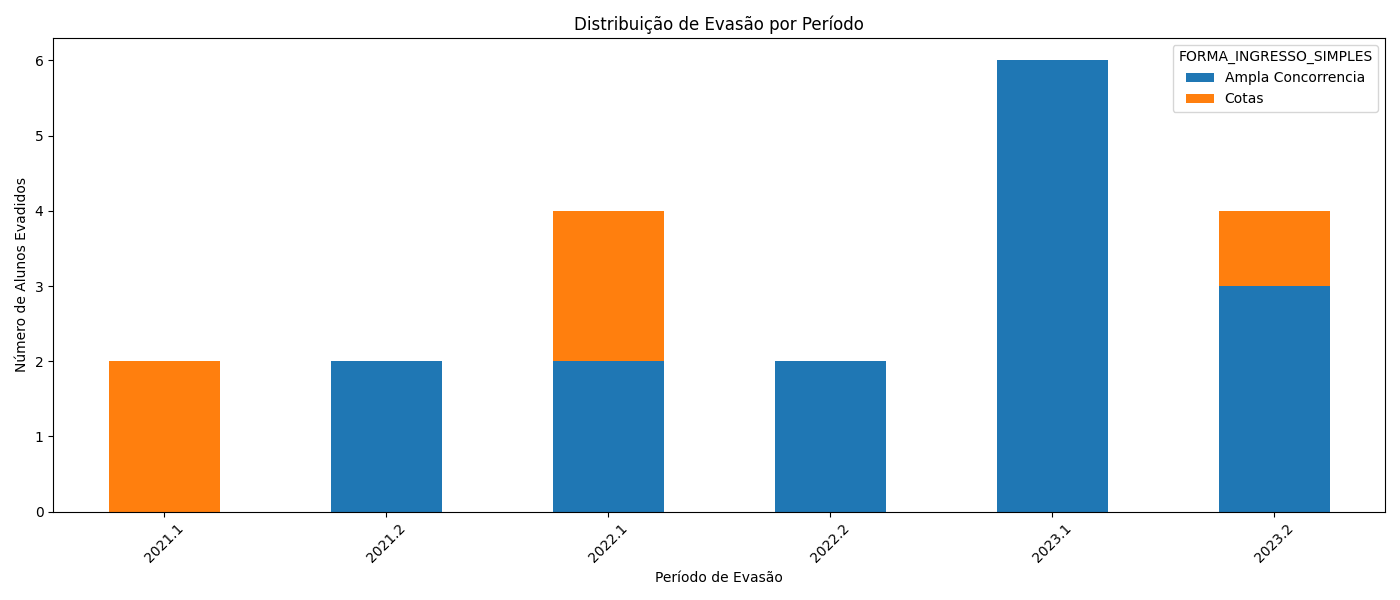 Distribuição de Evasão por Período
FORMA_INGRESSO_SIMPLES
Ampla Concorrencia
Cotas
Número de Alunos Evadidos
6
5
4
3
2
1
0
2021.1
2021.2
2022.1
2022.2
2023.1
2023.2
Período de Evasão